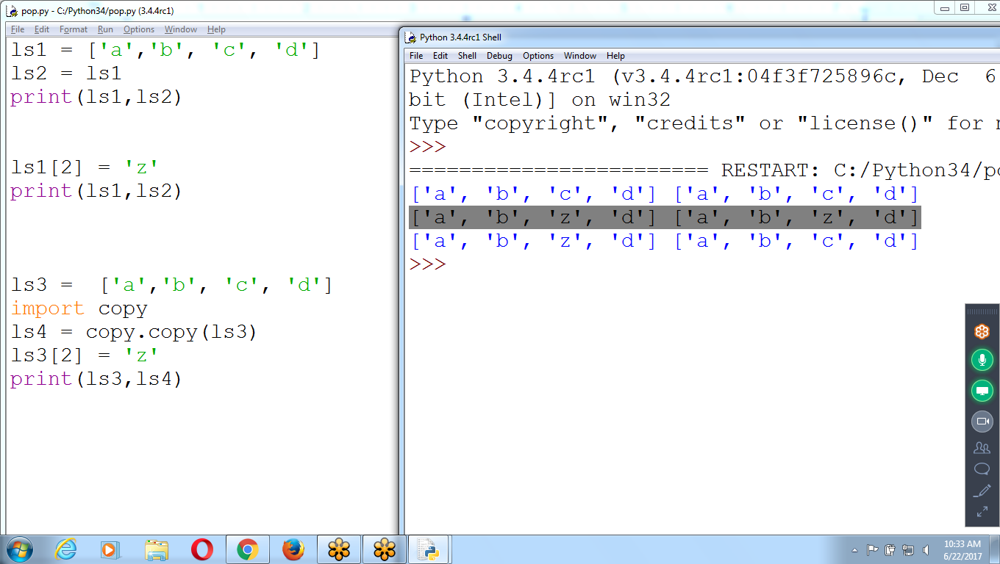 pop.py - C:/Python34/pop.py (3.4.4rc1)
File Edit Format Run Options Window Help
ls1 = ['a','b', 'c', 'd']
ls2 = ls1
print(ls1,ls2)
ls1[2] = 'z'
print(ls1,ls2)
ls3 =  ['a','b', 'c', 'd']
import copy
ls4 = copy.copy(ls3)
ls3[2] = 'z'
print(ls3,ls4)
Python 3.4.4rc1 Shell
File Edit Shell Debug Options Window Help
Python 3.4.4rc1 (v3.4.4rc1:04f3f725896c, Dec  6
bit (Intel)] on win32
Type "copyright", "credits" or "license()" for
>>>
======================== RESTART: C:/Python34/po
['a', 'b', 'c', 'd'] ['a', 'b', 'c', 'd']
['a', 'b', 'z', 'd'] ['a', 'b', 'z', 'd']
['a', 'b', 'z', 'd'] ['a', 'b', 'c', 'd']
>>>
10:33 AM
6/22/2017